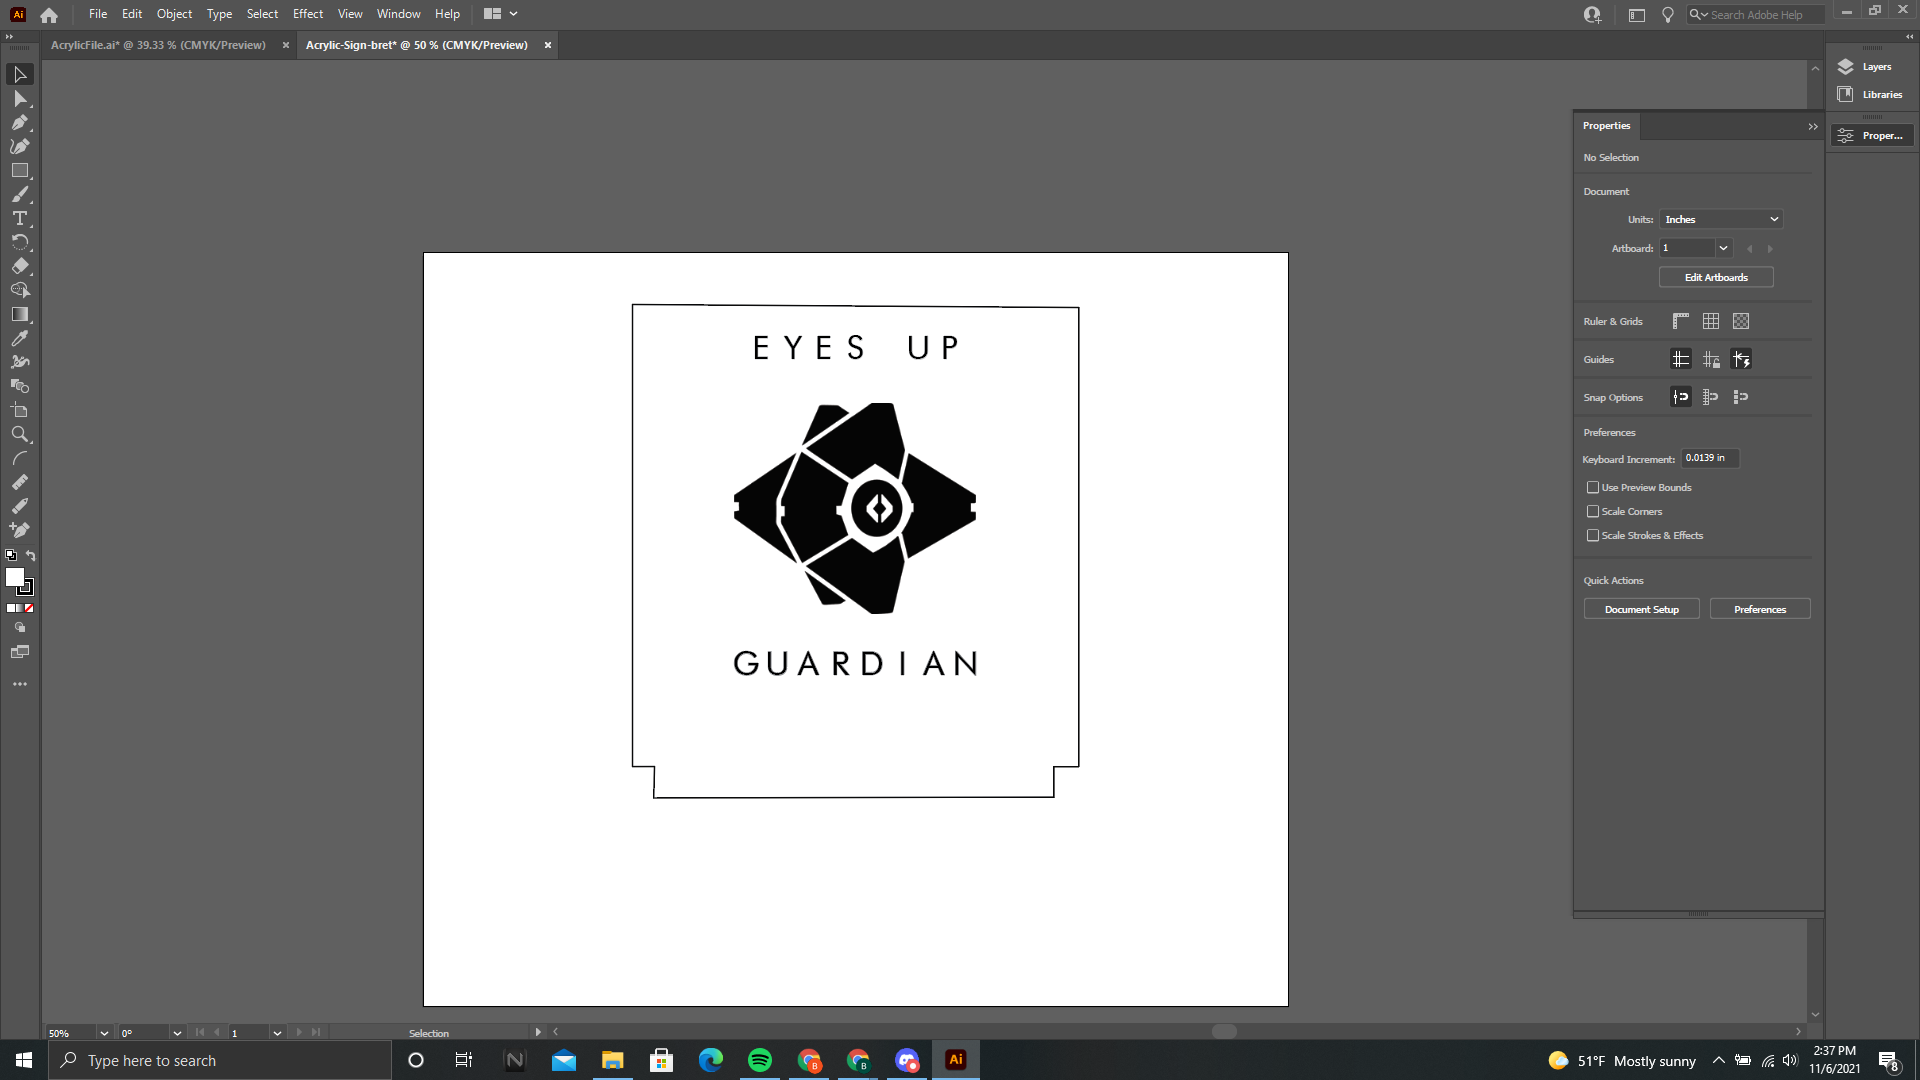 Ai File Edit Object Type Select Effect View Window Help Search Adobe Help
AcrylicFile.ai* @ 39.33 % (CMYK/Preview) × Acrylic-Sign-bret* @ 50 % (CMYK/Preview) ×
Layers
Libraries
Proper...
Properties
No Selection
Document
Units: Inches
Artboard: 1
Edit Artboards
Ruler & Grids
Guides
Snap Options
Preferences
Keyboard Increment: 0.0139 in
Use Preview Bounds
Scale Corners
Scale Strokes & Effects
Quick Actions
Document Setup Preferences
EYES UP
GUARDIAN
50% 0° 1 Selection
Type here to search
N
B
B
Ai
51°F Mostly sunny
2:37 PM
11/6/2021
8